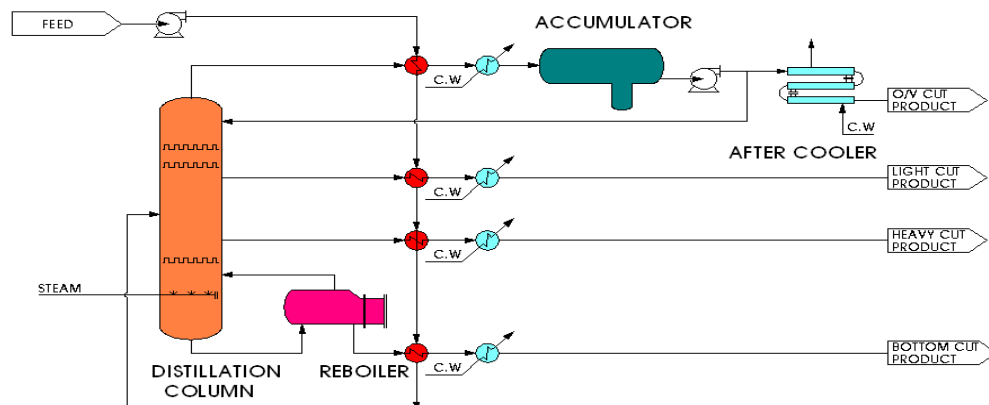 FEED
ACCUMULATOR
C.W
O/V CUT
PRODUCT
C.W
AFTER COOLER
LIGHT CUT
PRODUCT
C.W
HEAVY CUT
PRODUCT
C.W
STEAM
BOTTOM CUT
PRODUCT
C.W
DISTILLATION
COLUMN
REBOILER